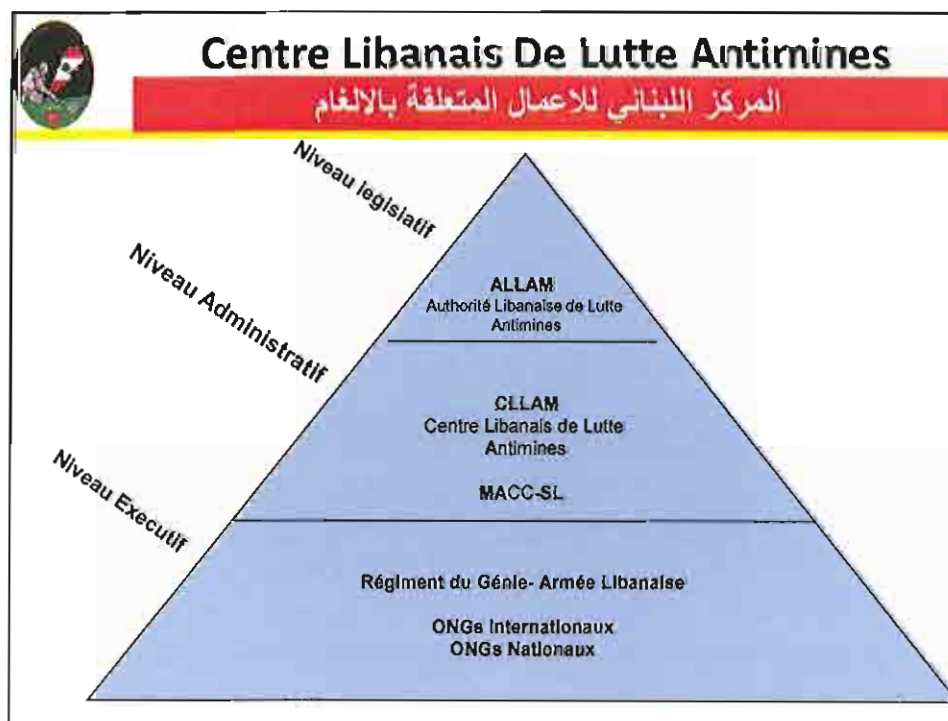 Centre Libanais De Lutte Antimines
المركز اللبناني للاعمال المتعلقة بالالغام
Niveau legislatif
ALLAM
Authorité Libanaise de Lutte
Antimines
Niveau Administratif
CLLAM
Centre Libanais de Lutte
Antimines
MACC-SL
Niveau Executif
Régiment du Génie- Armée Libanaise
ONGs Internationaux
ONGs Nationaux